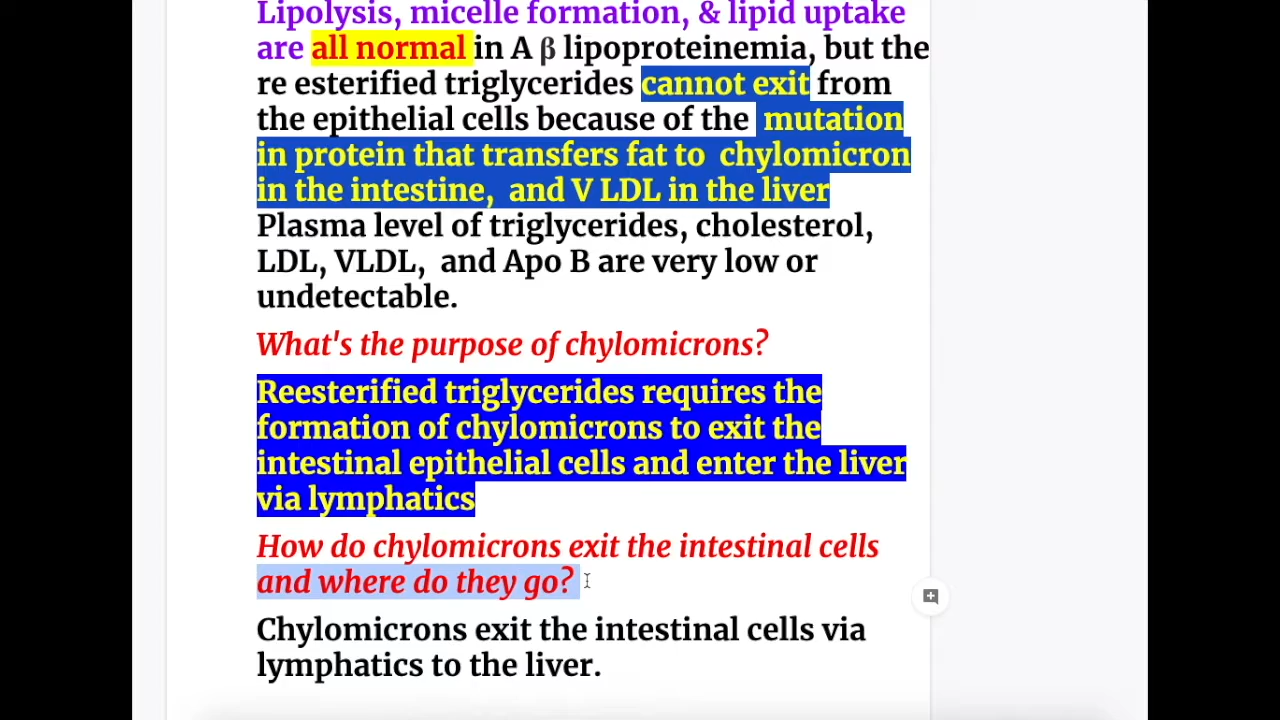 Lipolysis, micelle formation, & lipid uptake
are all normal in A β lipoproteinemia, but the
re esterified triglycerides cannot exit from
the epithelial cells because of the mutation
in protein that transfers fat to chylomicron
in the intestine, and V LDL in the liver
Plasma level of triglycerides, cholesterol,
LDL, VLDL, and Apo B are very low or
undetectable.
What's the purpose of chylomicrons?
Reesterified triglycerides requires the
formation of chylomicrons to exit the
intestinal epithelial cells and enter the liver
via lymphatics
How do chylomicrons exit the intestinal cells
and where do they go?
Chylomicrons exit the intestinal cells via
lymphatics to the liver.